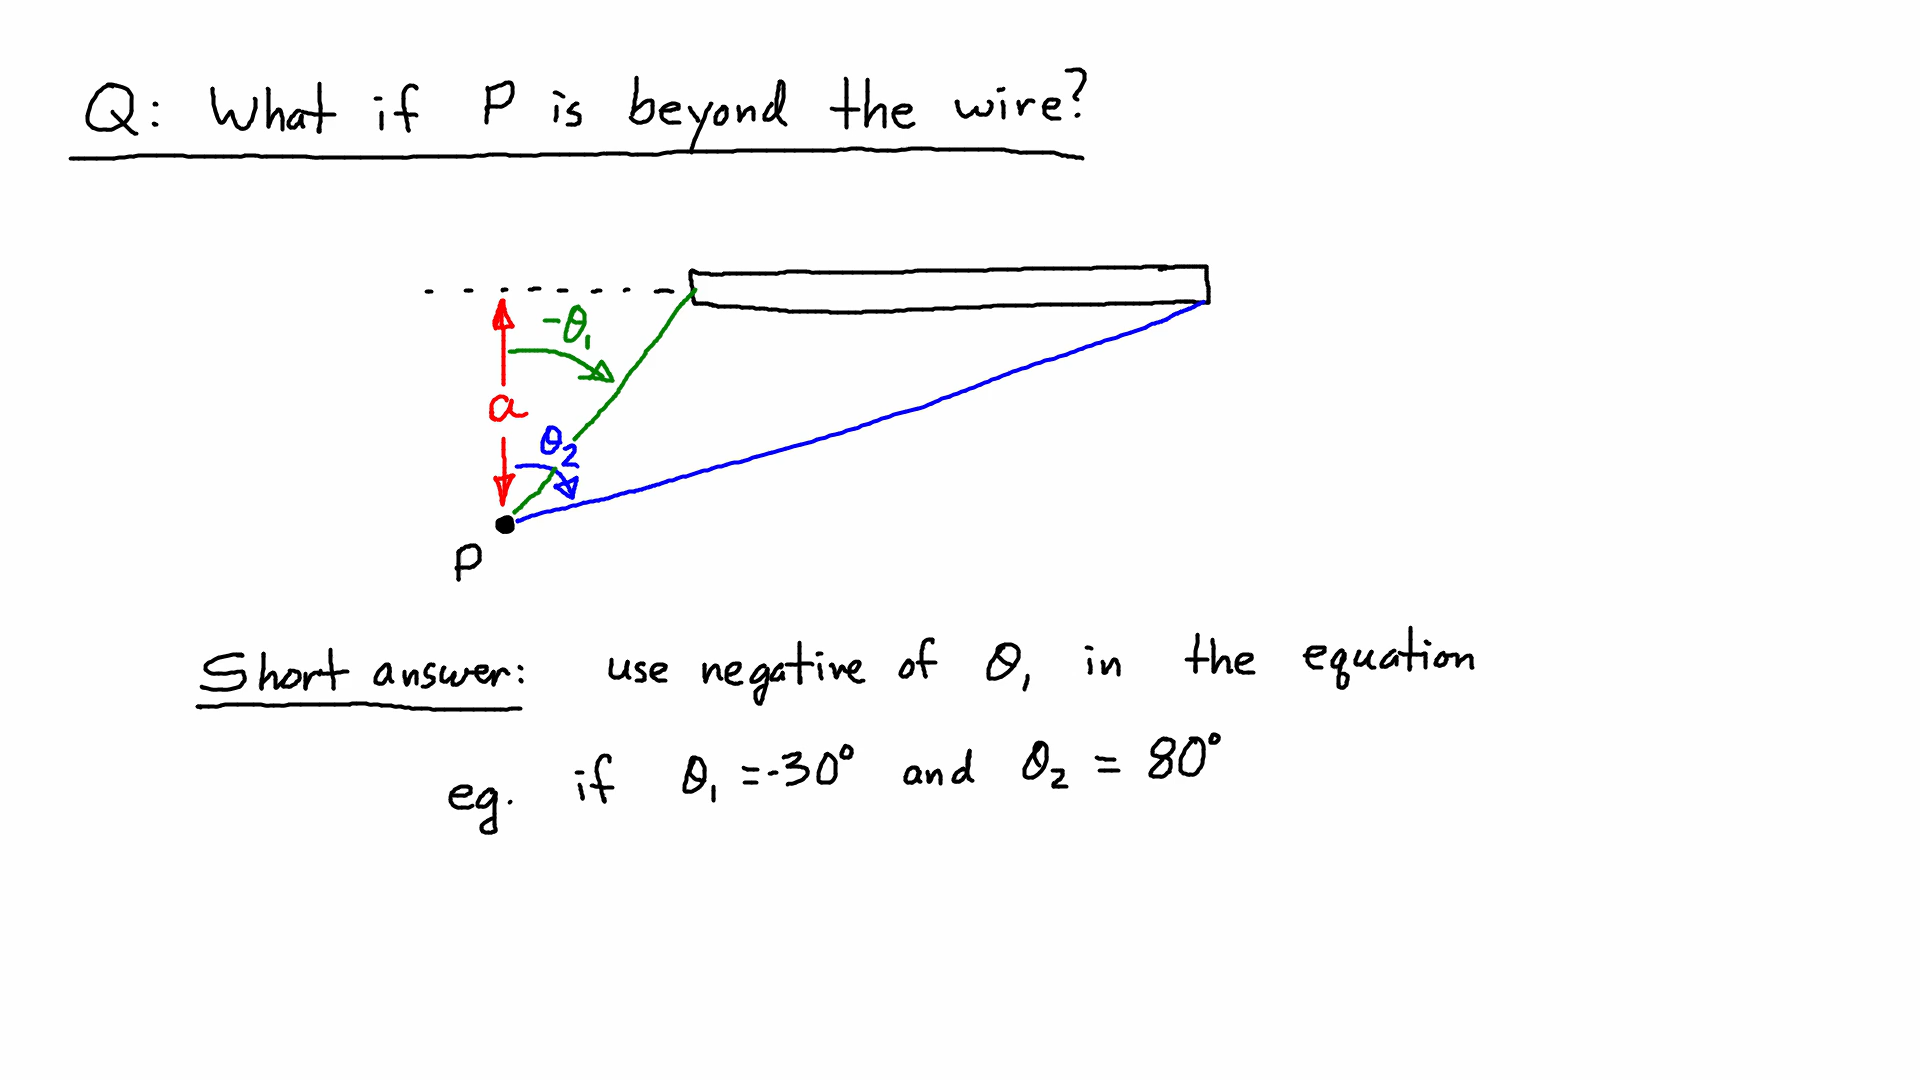 Q: What if P is beyond the wire?
-θ₁
a
θ₂
P
Short answer: use negative of θ₁ in the equation
eg. if θ₁ = -30° and θ₂ = 80°